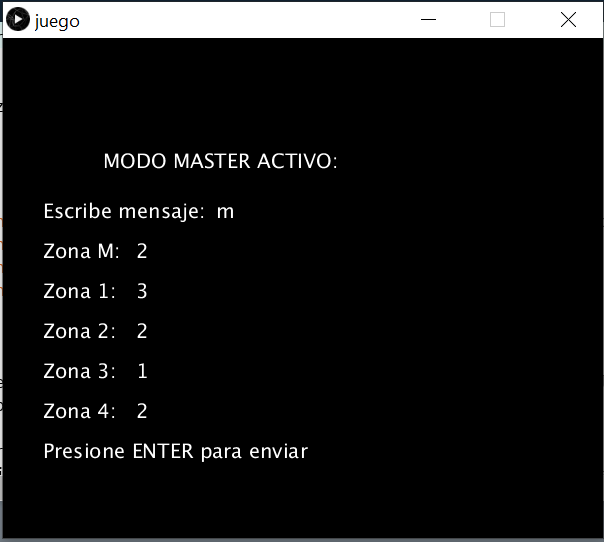 juego
MODO MASTER ACTIVO:
Escribe mensaje: m
Zona M: 2
Zona 1: 3
Zona 2: 2
Zona 3: 1
Zona 4: 2
Presione ENTER para enviar